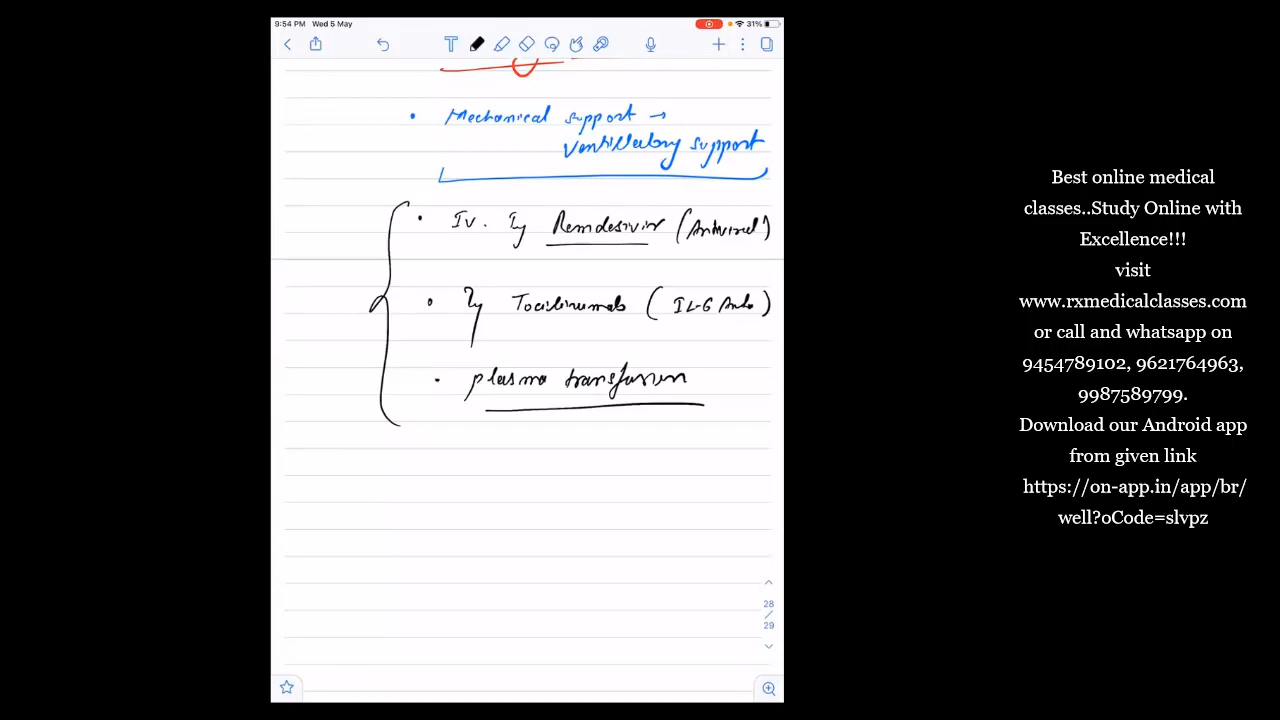 9:54 PM Wed 5 May
31%
• Mechanical support →
Ventillatory support
• IV. Inj Remdesivir (Antiviral)
• Inj Tocilizumab (IL-6 Anta)
• plasma transfusion
28
29
Best online medical
classes..Study Online with
Excellence!!!
visit
www.rxmedicalclasses.com
or call and whatsapp on
9454789102, 9621764963,
9987589799.
Download our Android app
from given link
https://on-app.in/app/br/
well?oCode=slvpz